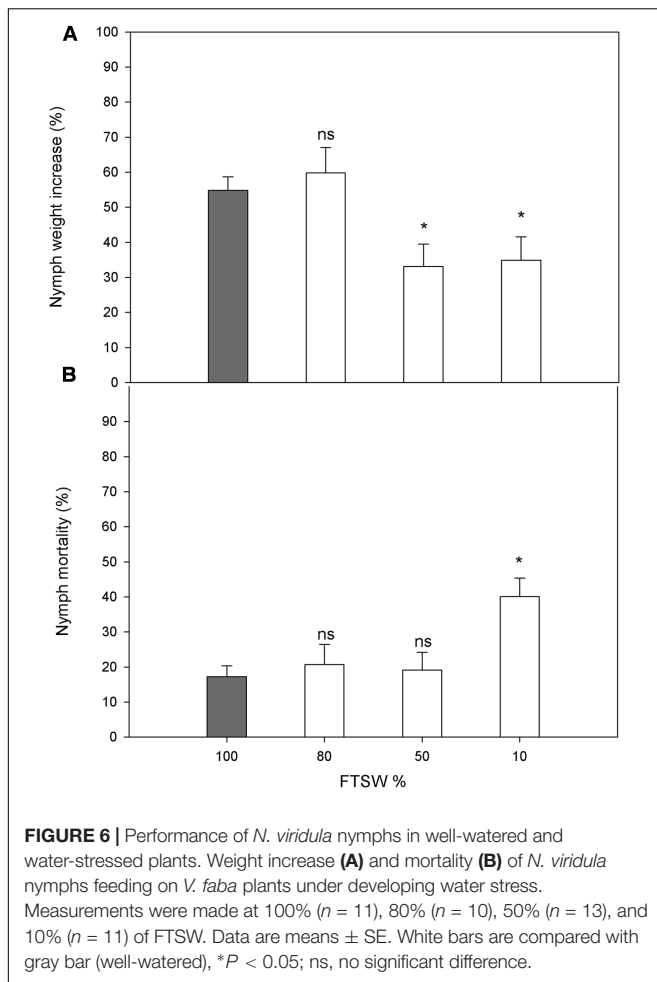 A
Nymph weight increase (%)
100
90
80
70
60
50
40
30
20
10
0
ns
*
*
B
Nymph mortality (%)
90
80
70
60
50
40
30
20
10
0
ns
ns
*
100 80 50 10
FTSW %
FIGURE 6 | Performance of N. viridula nymphs in well-watered and
water-stressed plants. Weight increase (A) and mortality (B) of N. viridula
nymphs feeding on V. faba plants under developing water stress.
Measurements were made at 100% (n = 11), 80% (n = 10), 50% (n = 13), and
10% (n = 11) of FTSW. Data are means ± SE. White bars are compared with
gray bar (well-watered), *P < 0.05; ns, no significant difference.